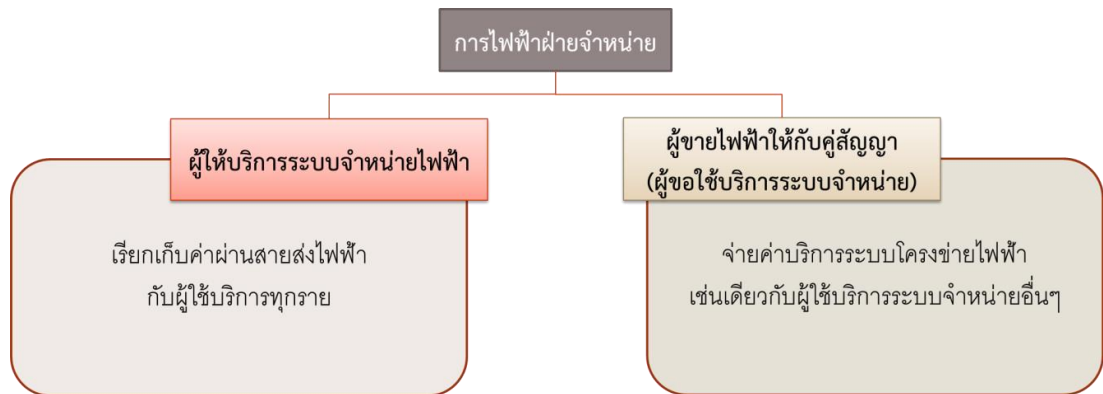 การไฟฟ้าฝ่ายจำหน่าย
ผู้ให้บริการระบบจำหน่ายไฟฟ้า
เรียกเก็บค่าผ่านสายส่งไฟฟ้า
กับผู้ใช้บริการทุกราย
ผู้ขายไฟฟ้าให้กับคู่สัญญา
(ผู้ขอใช้บริการระบบจำหน่าย)
จ่ายค่าบริการระบบโครงข่ายไฟฟ้า
เช่นเดียวกับผู้ใช้บริการระบบจำหน่ายอื่นๆ